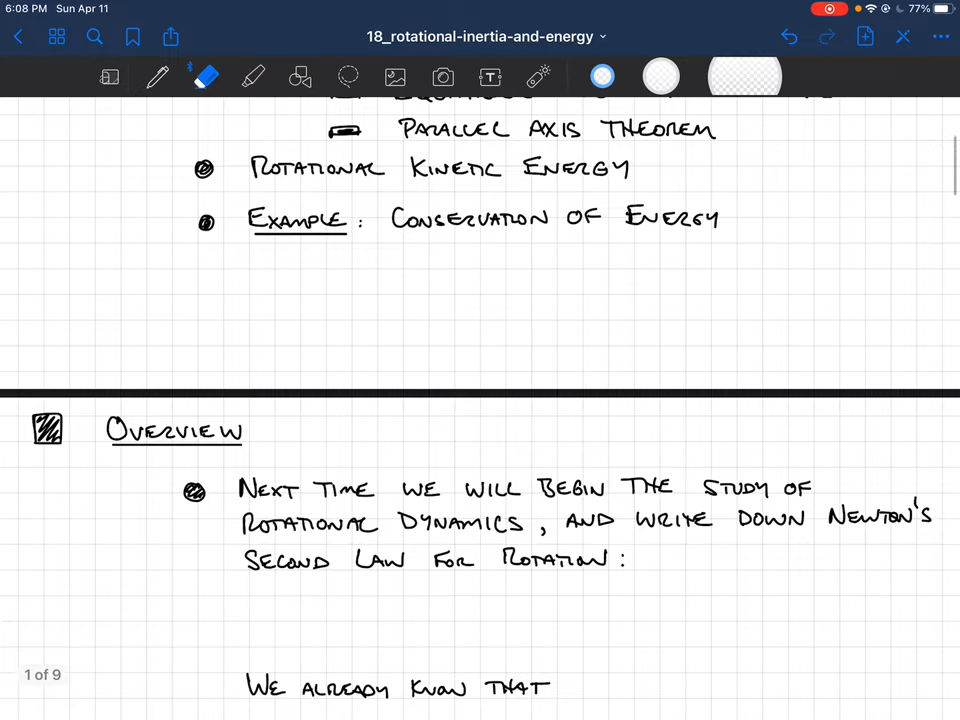 6:08 PM Sun Apr 11
77%
18_rotational-inertia-and-energy
PARALLEL AXIS THEOREM
ROTATIONAL KINETIC ENERGY
EXAMPLE: CONSERVATION OF ENERGY
OVERVIEW
NEXT TIME WE WILL BEGIN THE STUDY OF
ROTATIONAL DYNAMICS, AND WRITE DOWN NEWTON'S
SECOND LAW FOR ROTATION:
1 of 9
WE ALREADY KNOW THAT